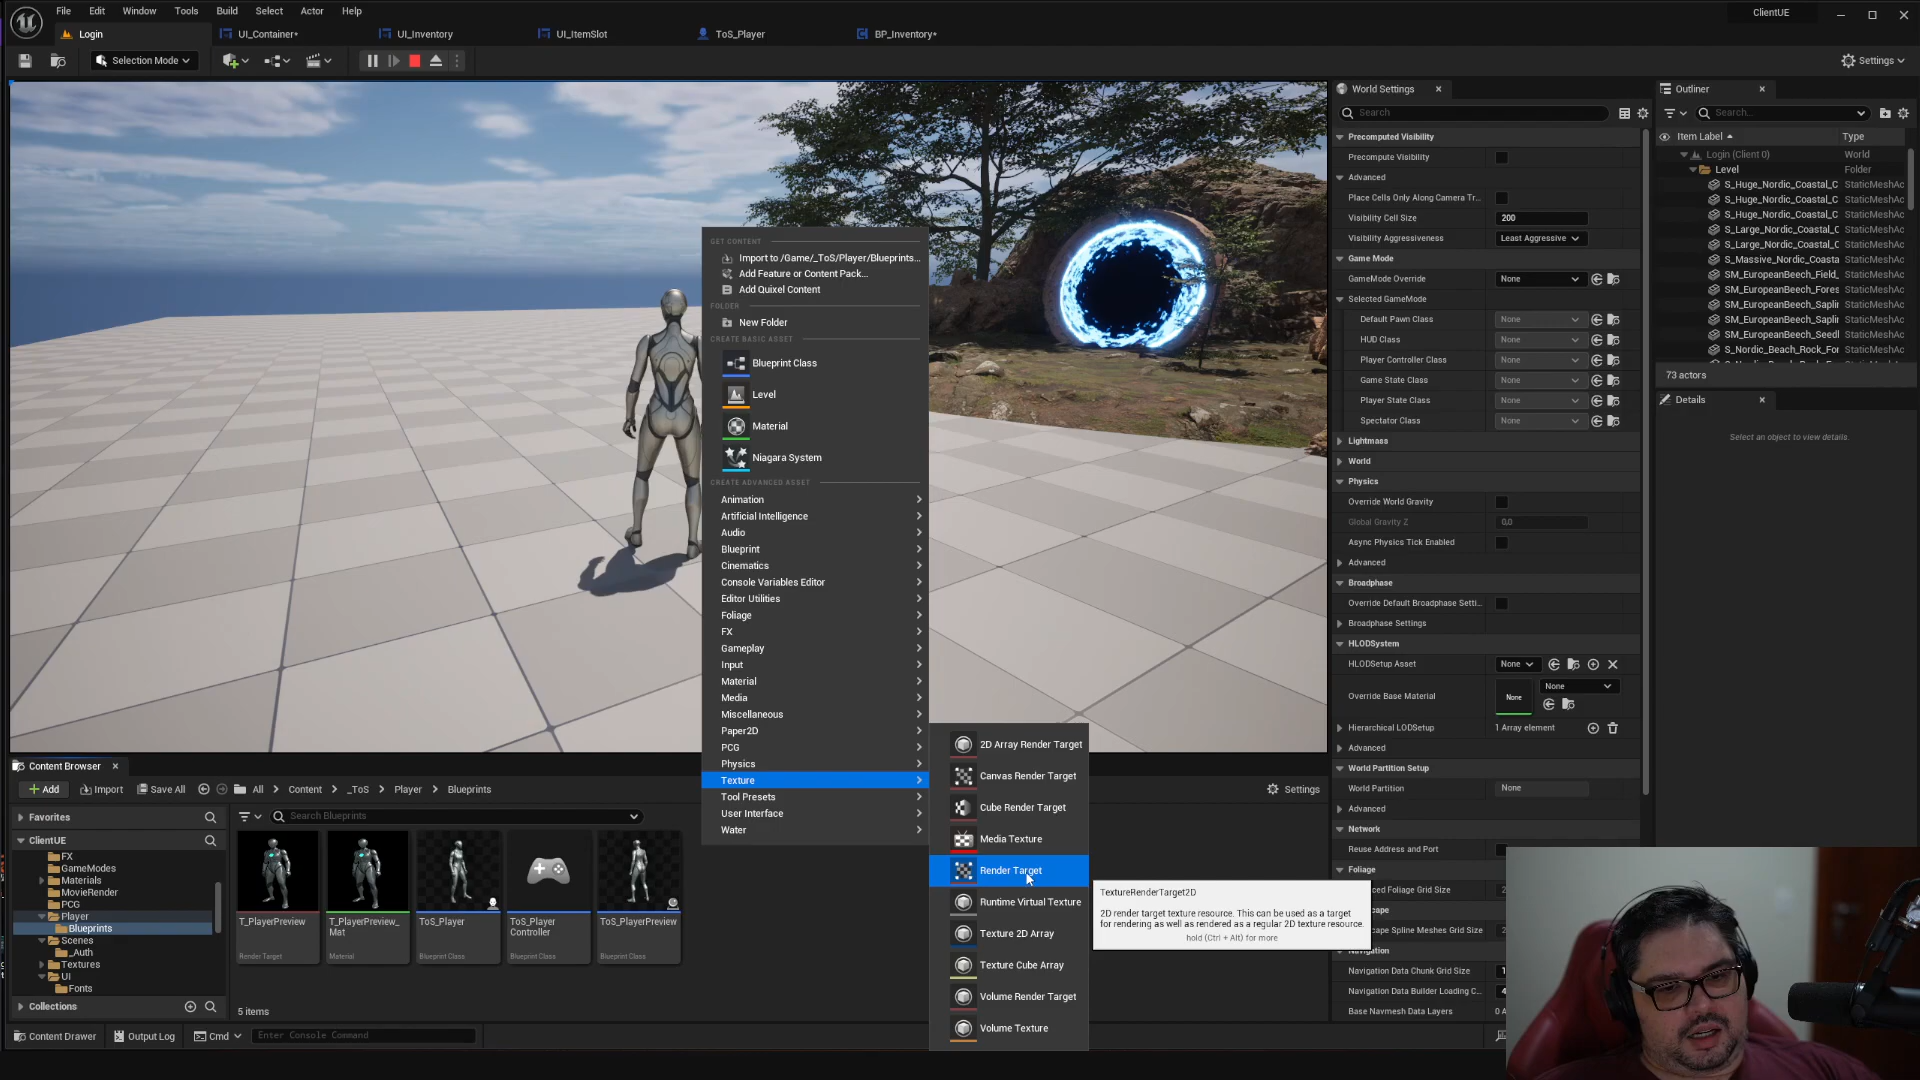 File Edit Window Tools Build Select Actor Help
ClientUE
Login UI_Container* UI_Inventory UI_ItemSlot ToS_Player BP_Inventory*
Selection Mode
Settings
World Settings
Search
Precomputed Visibility
Precompute Visibility
Advanced
Place Cells Only Along Camera Tr...
Visibility Cell Size 200
Visibility Aggressiveness Least Aggressive
Game Mode
GameMode Override None
Selected GameMode
Default Pawn Class None
HUD Class None
Player Controller Class None
Game State Class None
Player State Class None
Spectator Class None
Lightmass
World
Physics
Override World Gravity
Global Gravity Z 0,0
Async Physics Tick Enabled
Advanced
Broadphase
Override Default Broadphase Setti...
Broadphase Settings
HLODSystem
HLODSetup Asset None
Override Base Material None None
Hierarchical LODSetup 1 Array element
Advanced
World Partition Setup
World Partition None
Advanced
Network
Reuse Address and Port
Foliage
Foliage Grid Size
Spline Meshes Grid Size
Navigation Data Chunk Grid Size
Navigation Data Builder Loading C...
Base Navmesh Data Layers
Outliner
Search...
Item Label Type
Login (Client 0) World
Level Folder
S_Huge_Nordic_Coastal_C StaticMeshAc
S_Huge_Nordic_Coastal_C StaticMeshAc
S_Huge_Nordic_Coastal_C StaticMeshAc
S_Large_Nordic_Coastal_C StaticMeshAc
S_Large_Nordic_Coastal_C StaticMeshAc
S_Massive_Nordic_Coasta StaticMeshAc
SM_EuropeanBeech_Field_ StaticMeshAc
SM_EuropeanBeech_Fores StaticMeshAc
SM_EuropeanBeech_Sapli StaticMeshAc
SM_EuropeanBeech_Sapli StaticMeshAc
SM_EuropeanBeech_Seedl StaticMeshAc
S_Nordic_Beach_Rock_For StaticMeshAc
73 actors
Details
Select an object to view details.
GET CONTENT
Import to /Game/_ToS/Player/Blueprints...
Add Feature or Content Pack...
Add Quixel Content
FOLDER
New Folder
CREATE BASIC ASSET
Blueprint Class
Level
Material
Niagara System
CREATE ADVANCED ASSET
Animation
Artificial Intelligence
Audio
Blueprint
Cinematics
Console Variables Editor
Editor Utilities
Foliage
FX
Gameplay
Input
Material
Media
Miscellaneous
Paper2D
PCG
Physics
Texture
Tool Presets
User Interface
Water
2D Array Render Target
Canvas Render Target
Cube Render Target
Media Texture
Render Target
Runtime Virtual Texture
Texture 2D Array
Texture Cube Array
Volume Render Target
Volume Texture
TextureRenderTarget2D
2D render target texture resource. This can be used as a target
for rendering as well as rendered as a regular 2D texture resource.
hold (Ctrl + Alt) for more
Content Browser
Add Import Save All All Content _ToS Player Blueprints
Settings
Favorites
ClientUE
FX
GameModes
Materials
MovieRender
PCG
Player
Blueprints
Scenes
_Auth
Textures
UI
Fonts
Collections
Search Blueprints
T_PlayerPreview
Render Target
T_PlayerPreview_
Mat
Material
ToS_Player
Blueprint Class
ToS_Player
Controller
Blueprint Class
ToS_PlayerPreview
Blueprint Class
5 items
Content Drawer Output Log Cmd Enter Console Command